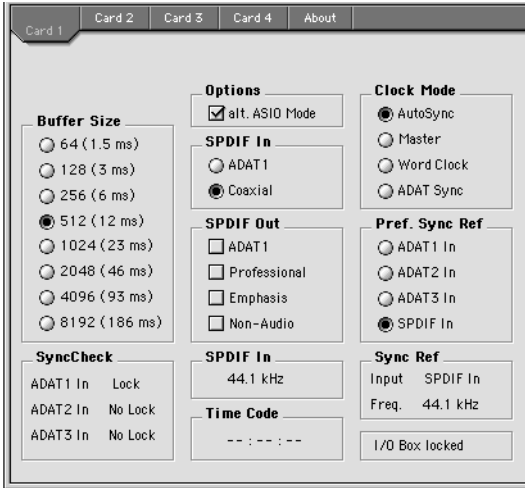 Card 1
Card 2
Card 3
Card 4
About
Buffer Size
64 (1.5 ms)
128 (3 ms)
256 (6 ms)
512 (12 ms)
1024 (23 ms)
2048 (46 ms)
4096 (93 ms)
8192 (186 ms)
SyncCheck
ADAT1 In Lock
ADAT2 In No Lock
ADAT3 In No Lock
Options
alt. ASIO Mode
SPDIF In
ADAT1
Coaxial
SPDIF Out
ADAT1
Professional
Emphasis
Non-Audio
SPDIF In
44.1 kHz
Time Code
-- : -- : --
Clock Mode
AutoSync
Master
Word Clock
ADAT Sync
Pref. Sync Ref
ADAT1 In
ADAT2 In
ADAT3 In
SPDIF In
Sync Ref
Input SPDIF In
Freq. 44.1 kHz
I/O Box locked